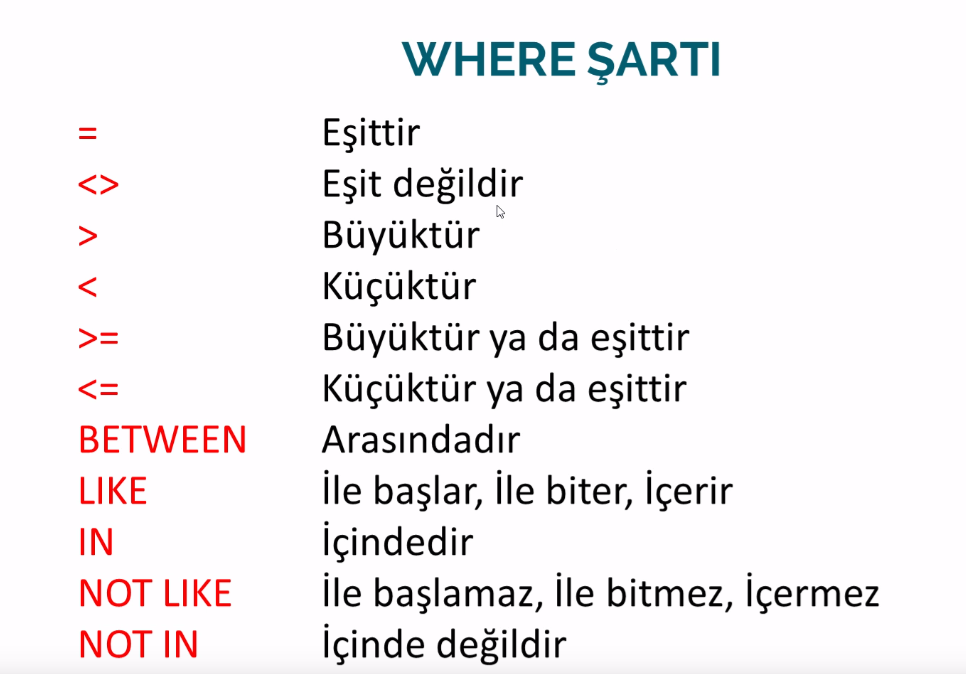 WHERE ŞARTI
= Eşittir
<> Eşit değildir
> Büyüktür
< Küçüktür
>= Büyüktür ya da eşittir
<= Küçüktür ya da eşittir
BETWEEN Arasındadır
LIKE İle başlar, İle biter, İçerir
IN İçindedir
NOT LIKE İle başlamaz, İle bitmez, İçermez
NOT IN İçinde değildir